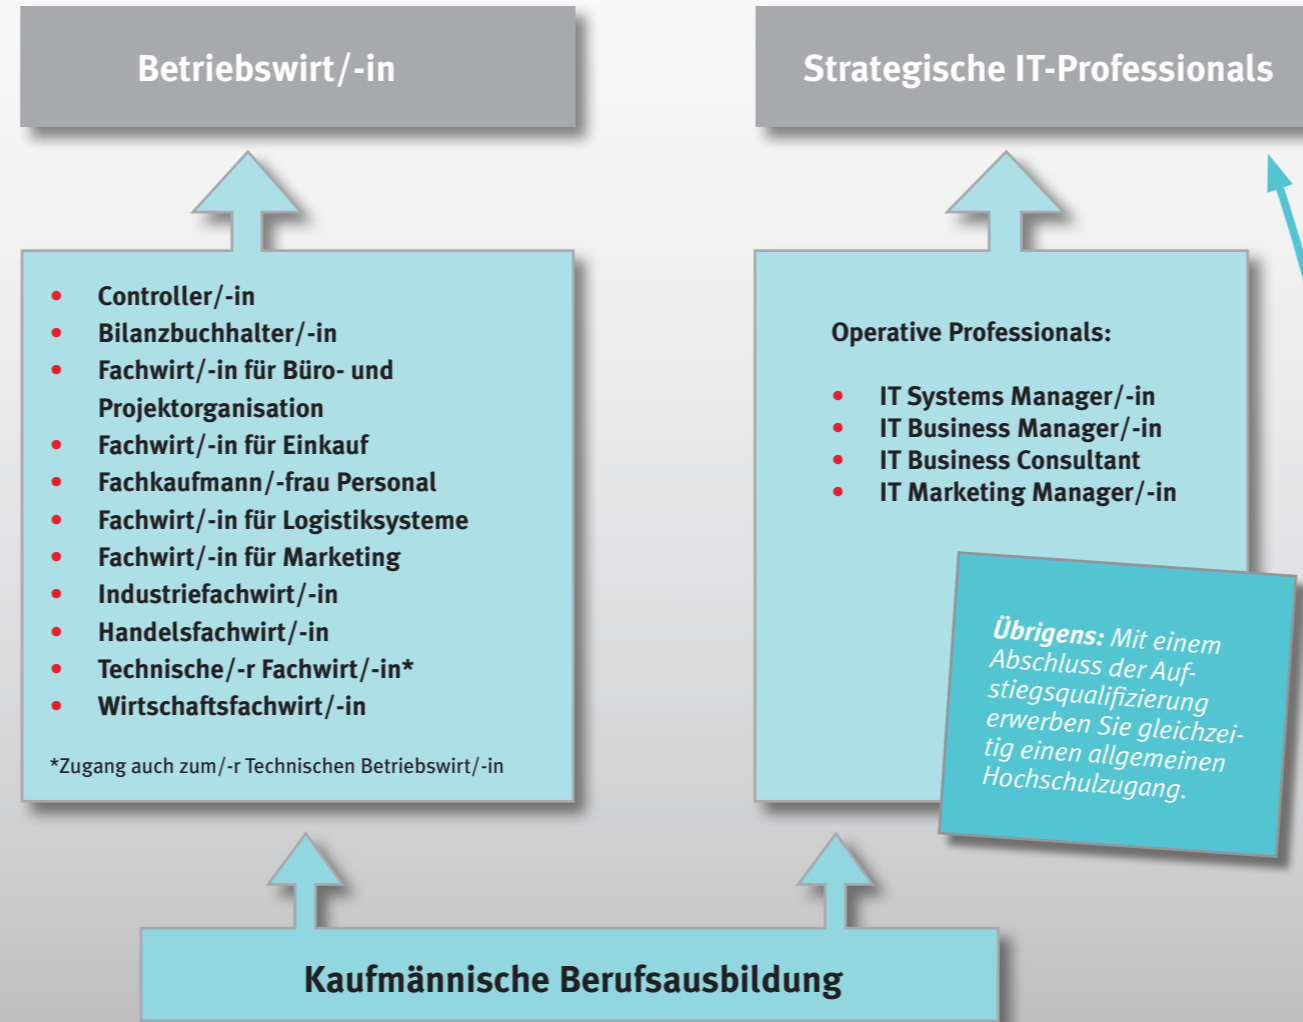 Betriebswirt/-in
Strategische IT-Professionals
• Controller/-in
• Bilanzbuchhalter/-in
• Fachwirt/-in für Büro- und
Projektorganisation
• Fachwirt/-in für Einkauf
• Fachkaufmann/-frau Personal
• Fachwirt/-in für Logistiksysteme
• Fachwirt/-in für Marketing
• Industriefachwirt/-in
• Handelsfachwirt/-in
• Technische/-r Fachwirt/-in*
• Wirtschaftsfachwirt/-in
*Zugang auch zum/-r Technischen Betriebswirt/-in
Operative Professionals:
• IT Systems Manager/-in
• IT Business Manager/-in
• IT Business Consultant
• IT Marketing Manager/-in
Übrigens: Mit einem
Abschluss der Auf-
stiegsqualifizierung
erwerben Sie gleichzei-
tig einen allgemeinen
Hochschulzugang.
Kaufmännische Berufsausbildung